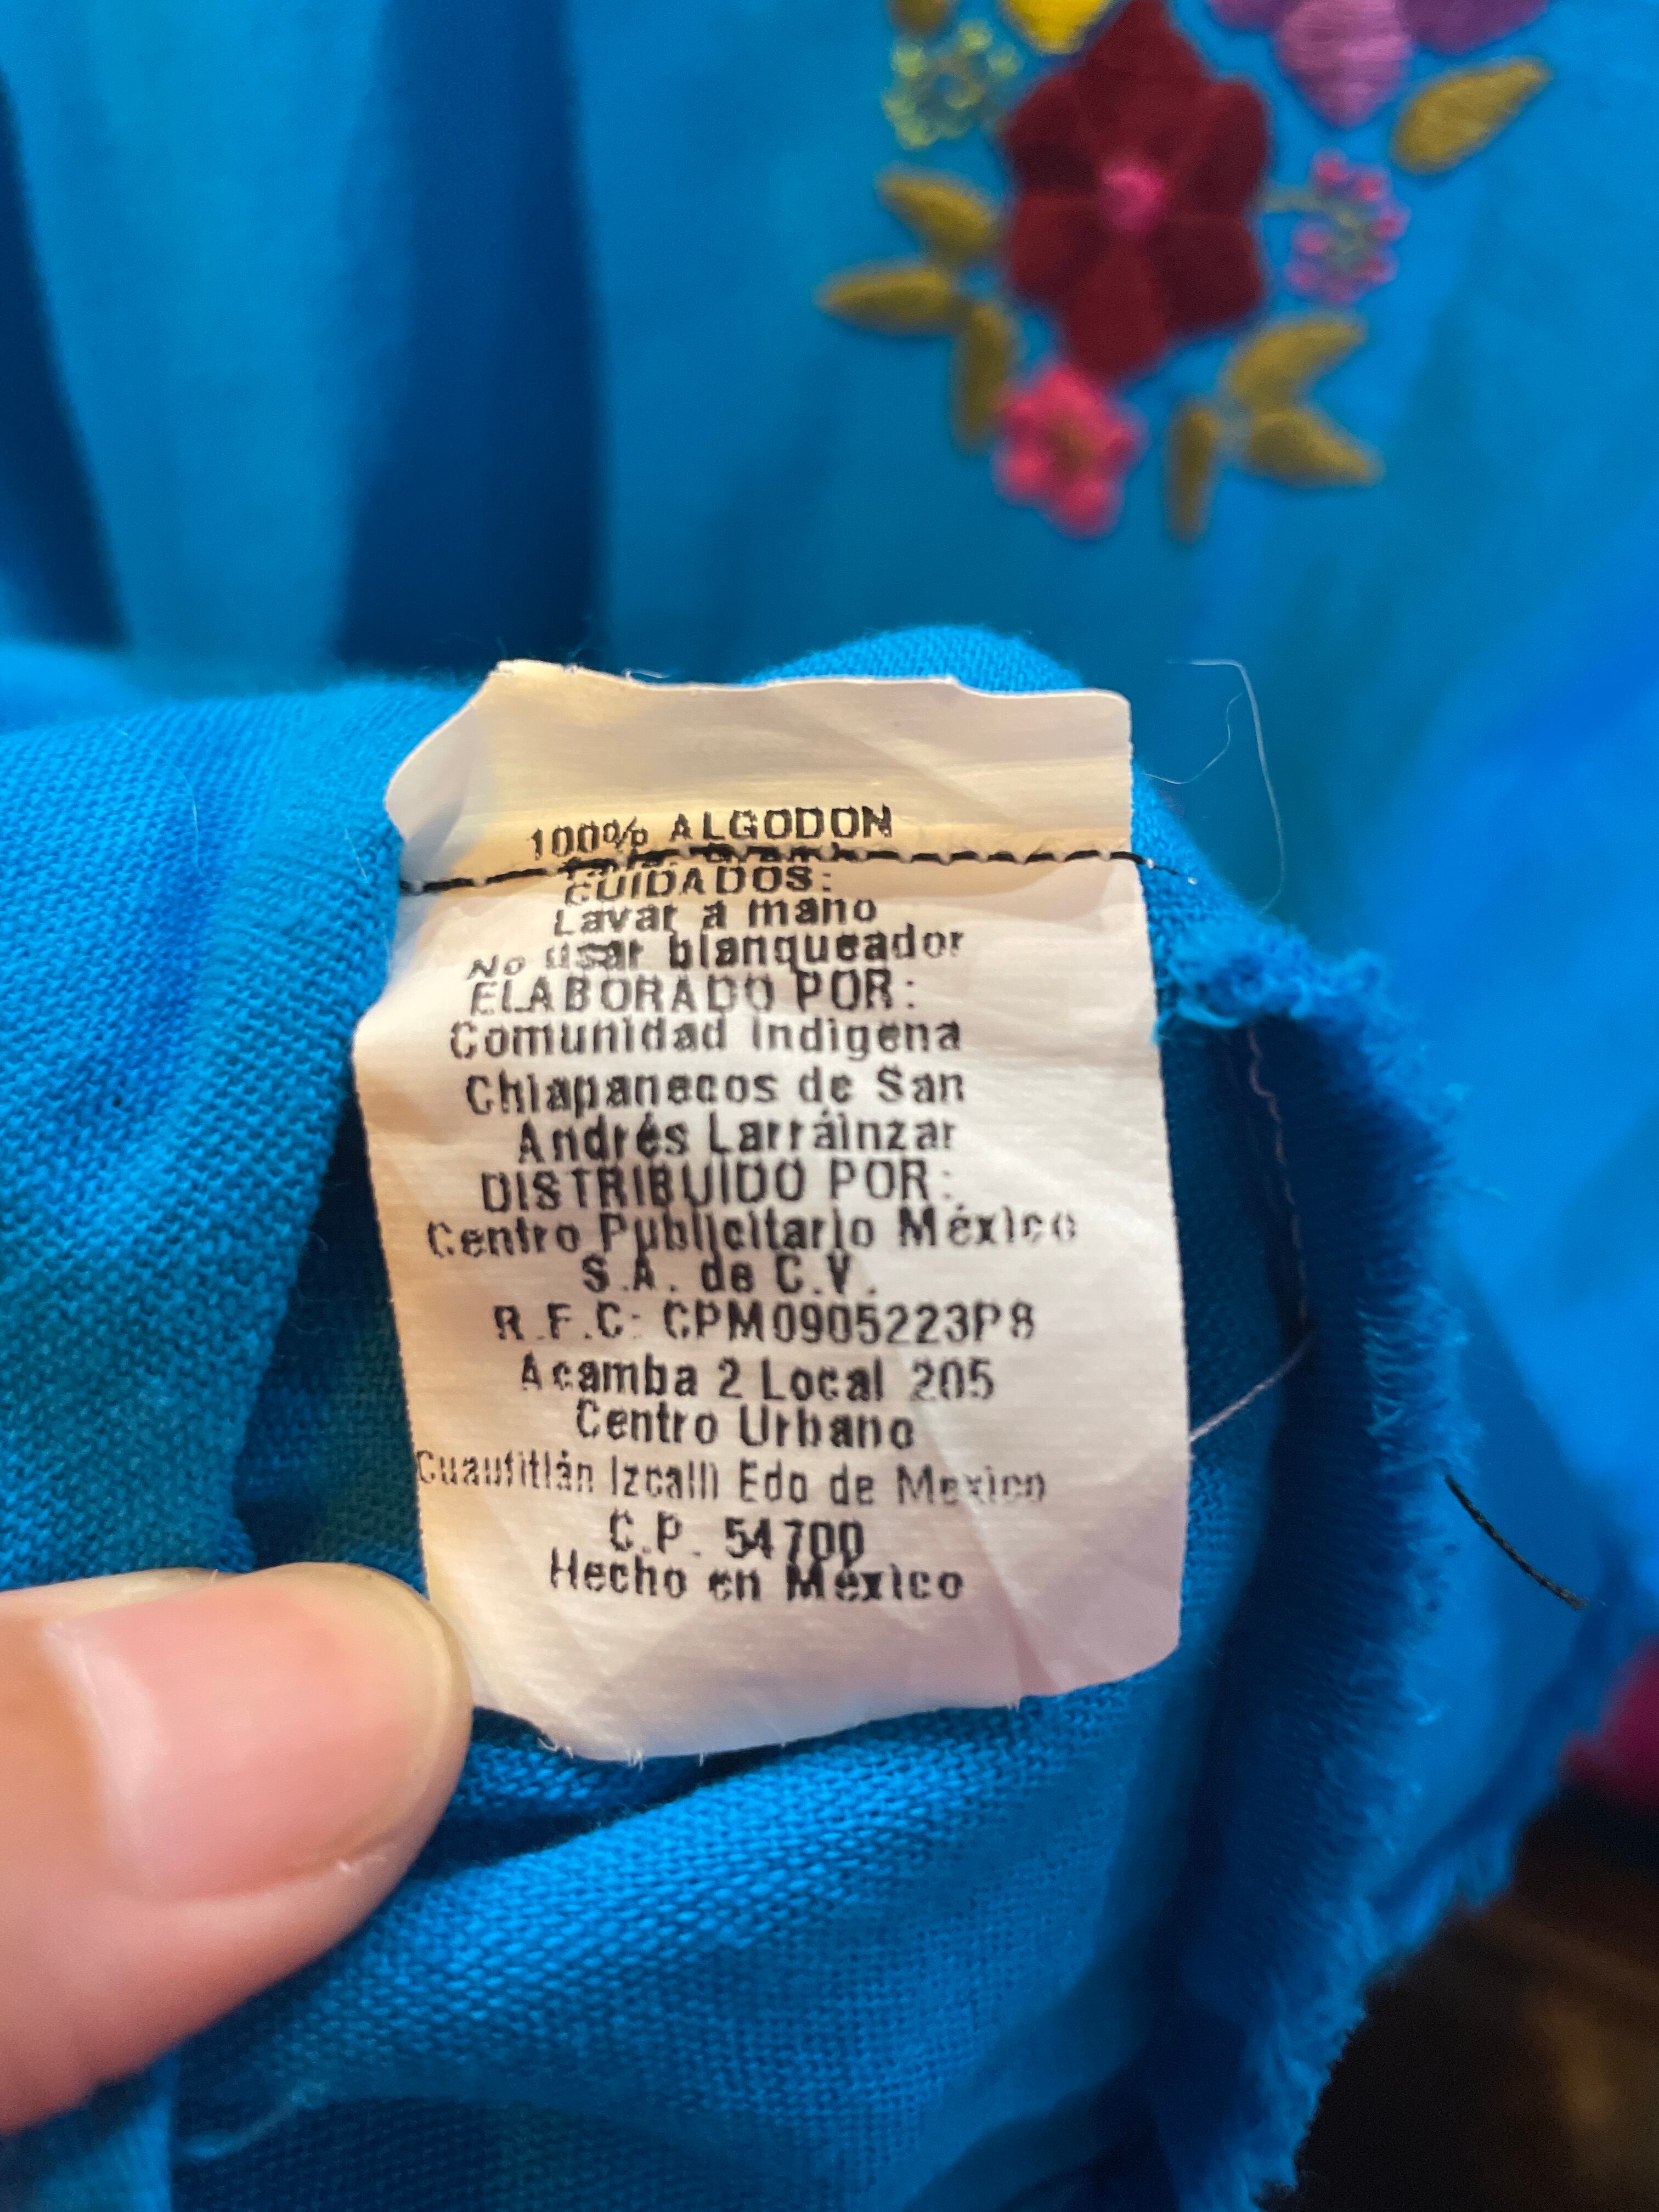 100% ALGODON
CUIDADOS:
Lavar a mano
No usar blanqueador
ELABORADO POR:
Comunidad Indigena
Chiapanecos de San
Andrés Larráinzar
DISTRIBUIDO POR:
Centro Publicitario México
S.A. de C.V.
R.F.C: CPM0905223P8
Acamba 2 Local 205
Centro Urbano
Cuautitlán Izcalli Edo de Mexico
C.P. 54700
Hecho en México